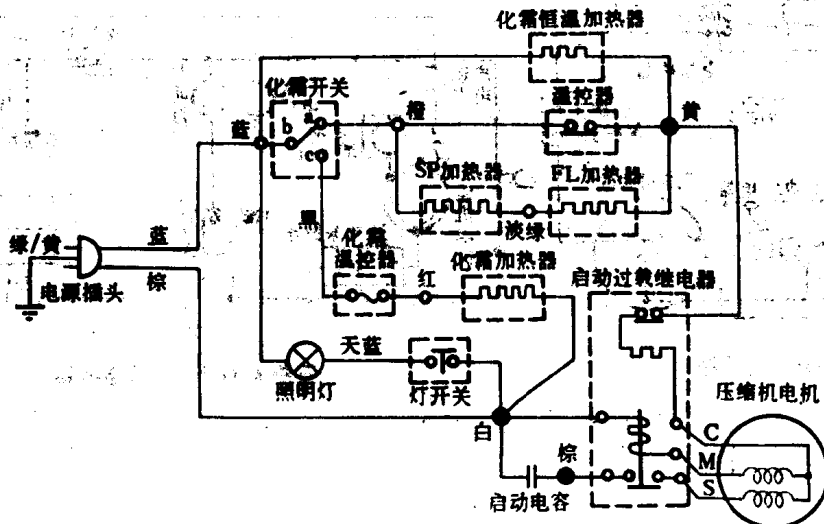 化霜恒温加热器
化霜开关
温控器
蓝
a
橙
黄
b
c
SP加热器
FL加热器
黑
淡绿
绿/黄
蓝
化霜
温控器
化霜加热器
红
启动过载继电器
电源插头
棕
天蓝
照明灯
灯开关
压缩机电机
白
C
棕
M
S
启动电容